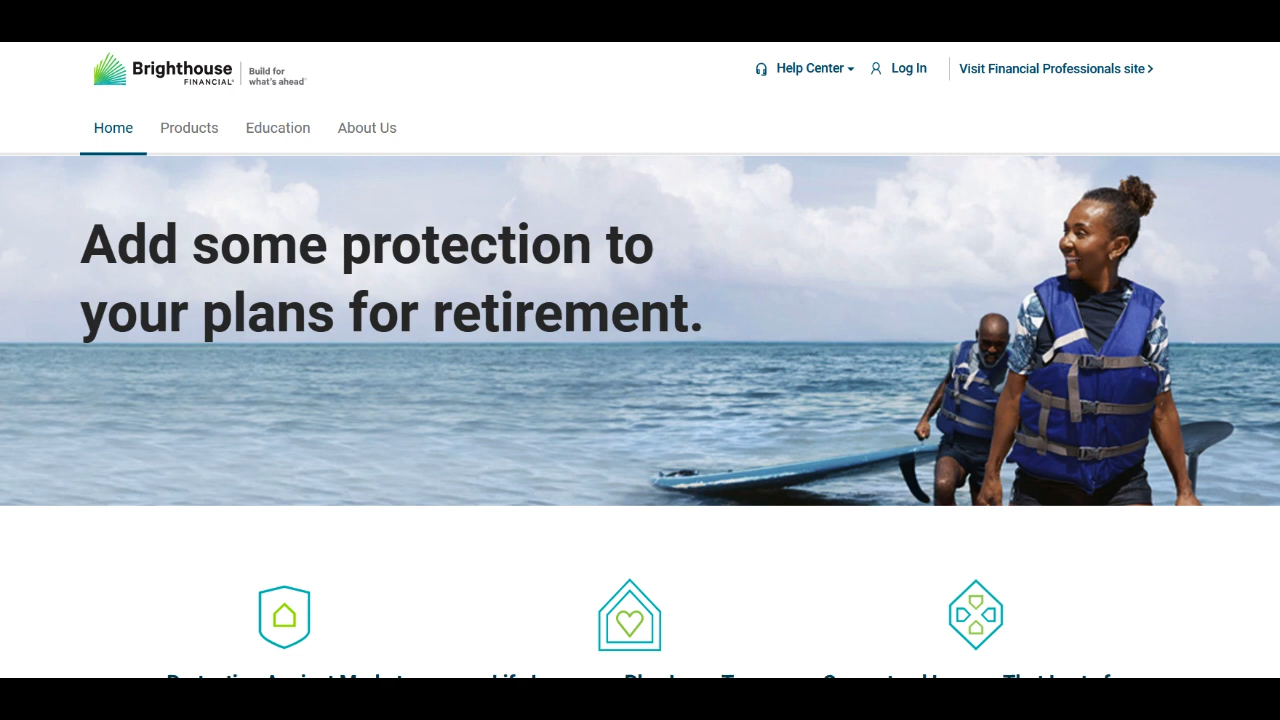 Brighthouse
FINANCIAL®
Build for
what's ahead®
Help Center
Log In
Visit Financial Professionals site
Home
Products
Education
About Us
Add some protection to
your plans for retirement.